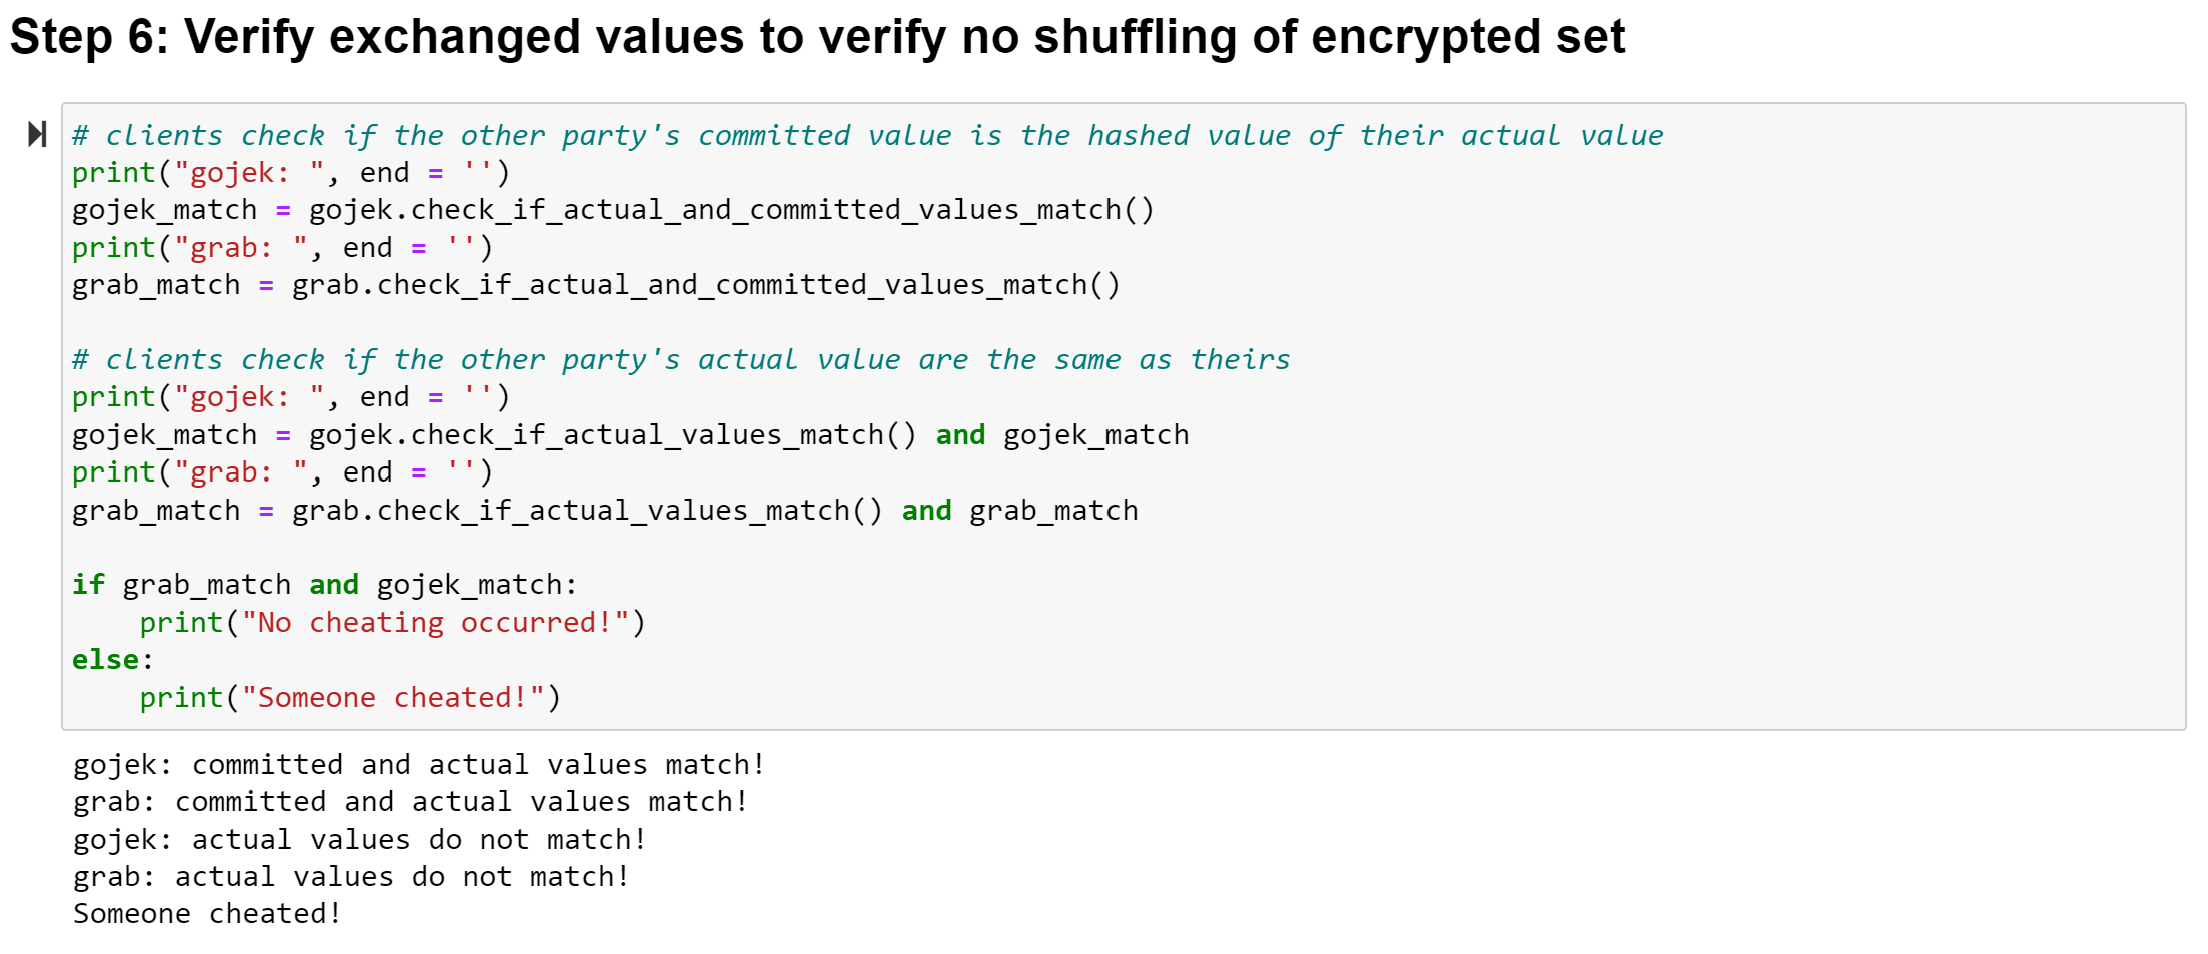 Step 6: Verify exchanged values to verify no shuffling of encrypted set
# clients check if the other party's committed value is the hashed value of their actual value
print("gojek: ", end = '')
gojek_match = gojek.check_if_actual_and_committed_values_match()
print("grab: ", end = '')
grab_match = grab.check_if_actual_and_committed_values_match()
# clients check if the other party's actual value are the same as theirs
print("gojek: ", end = '')
gojek_match = gojek.check_if_actual_values_match() and gojek_match
print("grab: ", end = '')
grab_match = grab.check_if_actual_values_match() and grab_match
if grab_match and gojek_match:
    print("No cheating occurred!")
else:
    print("Someone cheated!")
gojek: committed and actual values match!
grab: committed and actual values match!
gojek: actual values do not match!
grab: actual values do not match!
Someone cheated!